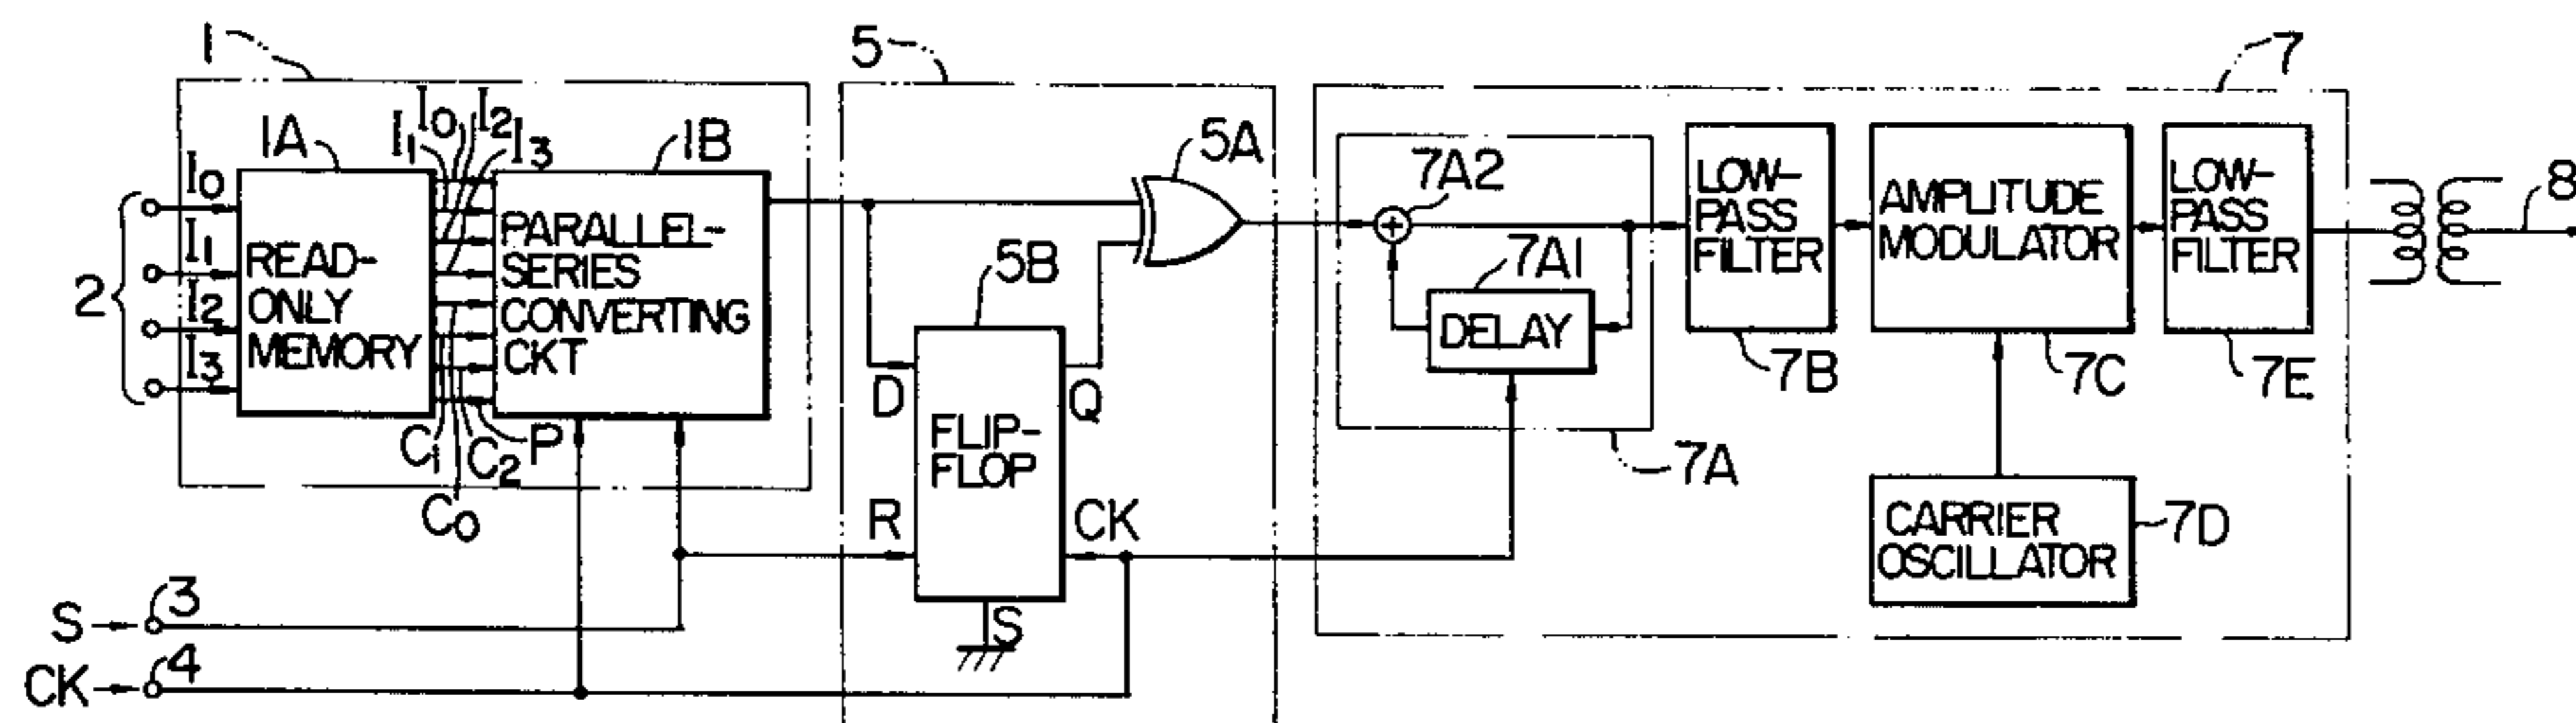 1
5
7
I0
I2
I1
I3
1A
1B
5A
I0
I1
I2
I3
2
READ-
ONLY
MEMORY
PARALLEL-
SERIES
CONVERTING
CKT
C1
C2
P
C0
5B
D
Q
FLIP-
FLOP
R
CK
S
7A2
7A1
DELAY
7A
LOW-
PASS
FILTER
7B
AMPLITUDE
MODULATOR
7C
LOW-
PASS
FILTER
7E
8
CARRIER
OSCILLATOR
7D
S
3
CK
4